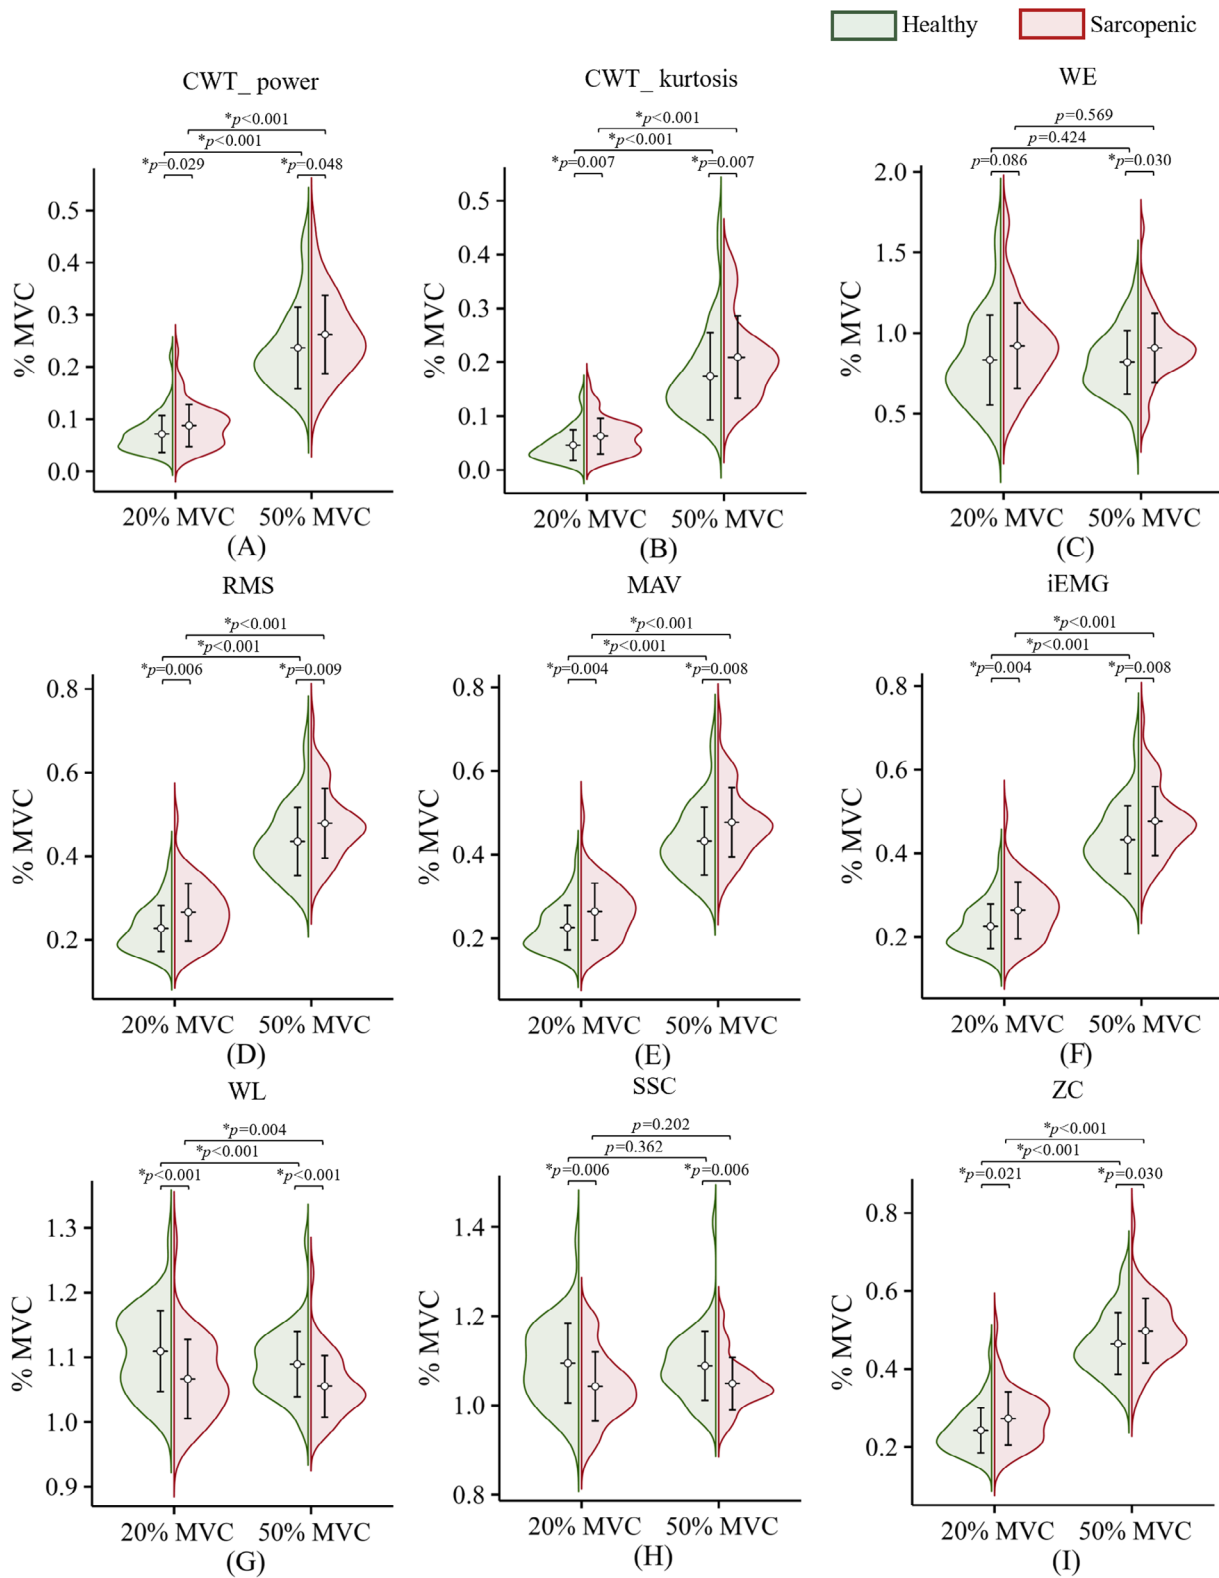 Healthy Sarcopenic
CWT_ power
*p<0.001
*p<0.001
*p=0.029 *p=0.048
% MVC
0.5
0.4
0.3
0.2
0.1
0.0
20% MVC 50% MVC
(A)
CWT_ kurtosis
*p<0.001
*p<0.001
*p=0.007 *p=0.007
% MVC
0.5
0.4
0.3
0.2
0.1
0.0
20% MVC 50% MVC
(B)
WE
p=0.569
p=0.424
p=0.086 *p=0.030
% MVC
2.0
1.5
1.0
0.5
20% MVC 50% MVC
(C)
RMS
*p<0.001
*p<0.001
*p=0.006 *p=0.009
% MVC
0.8
0.6
0.4
0.2
20% MVC 50% MVC
(D)
MAV
*p<0.001
*p<0.001
*p=0.004 *p=0.008
% MVC
0.8
0.6
0.4
0.2
20% MVC 50% MVC
(E)
iEMG
*p<0.001
*p<0.001
*p=0.004 *p=0.008
% MVC
0.8
0.6
0.4
0.2
20% MVC 50% MVC
(F)
WL
*p=0.004
*p<0.001
*p<0.001 *p<0.001
% MVC
1.3
1.2
1.1
1.0
0.9
20% MVC 50% MVC
(G)
SSC
p=0.202
p=0.362
*p=0.006 *p=0.006
% MVC
1.4
1.2
1.0
0.8
20% MVC 50% MVC
(H)
ZC
*p<0.001
*p<0.001
*p=0.021 *p=0.030
% MVC
0.8
0.6
0.4
0.2
20% MVC 50% MVC
(I)